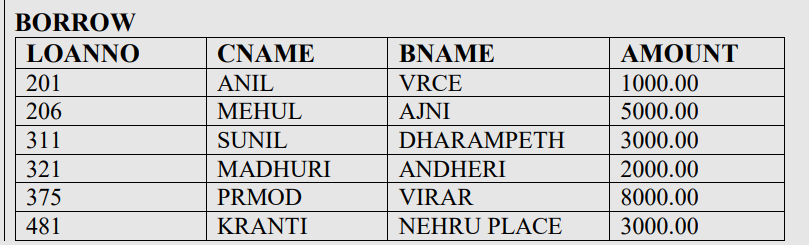 BORROW
LOANNO CNAME BNAME AMOUNT
201 ANIL VRCE 1000.00
206 MEHUL AJNI 5000.00
311 SUNIL DHARAMPETH 3000.00
321 MADHURI ANDHERI 2000.00
375 PRMOD VIRAR 8000.00
481 KRANTI NEHRU PLACE 3000.00